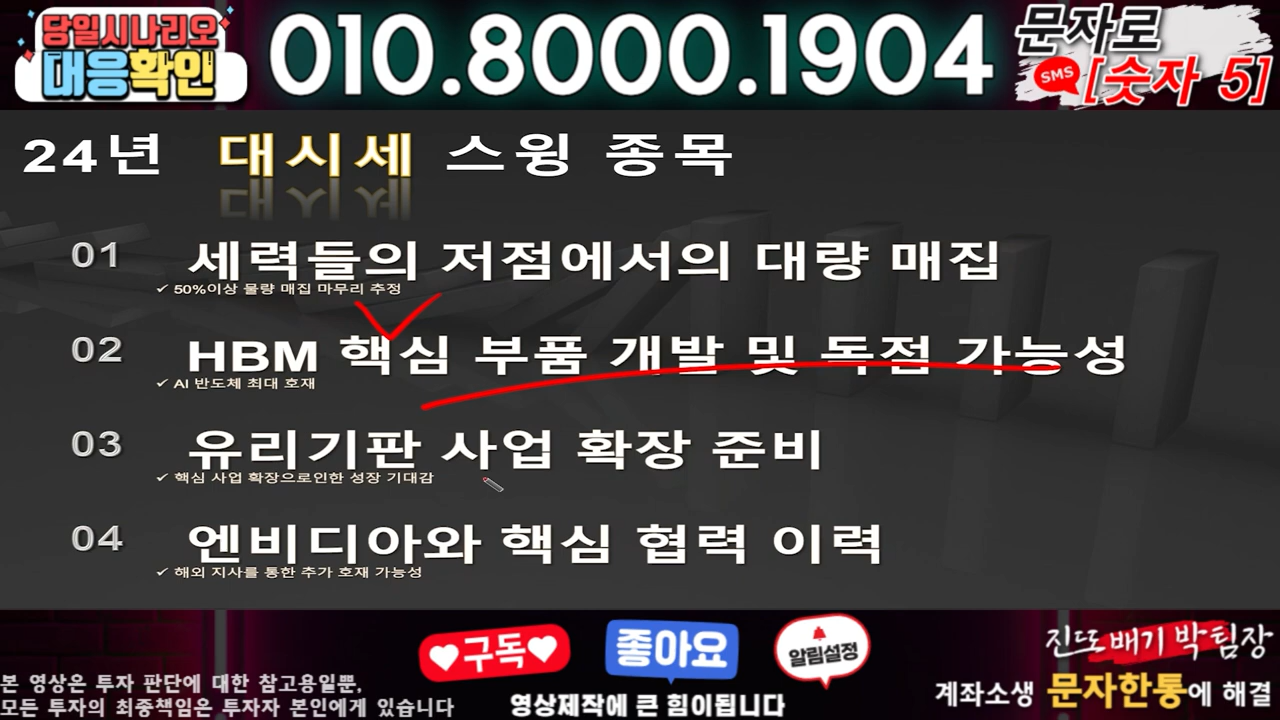 당일시나리오
대응확인
010.8000.1904
문자로
SMS [숫자 5]
24년 대시세 스윙 종목
01 세력들의 저점에서의 대량 매집
✓ 50%이상 물량 매집 마무리 추정
02 HBM 핵심 부품 개발 및 독점 가능성
✓ AI 반도체 최대 호재
03 유리기판 사업 확장 준비
✓ 핵심 사업 확장으로인한 성장 기대감
04 엔비디아와 핵심 협력 이력
✓ 해외 지사를 통한 추가 호재 가능성
본 영상은 투자 판단에 대한 참고용일뿐,
모든 투자의 최종책임은 투자자 본인에게 있습니다
구독
좋아요
알림설정
영상제작에 큰 힘이됩니다
진또배기 박팀장
계좌소생 문자한통에 해결